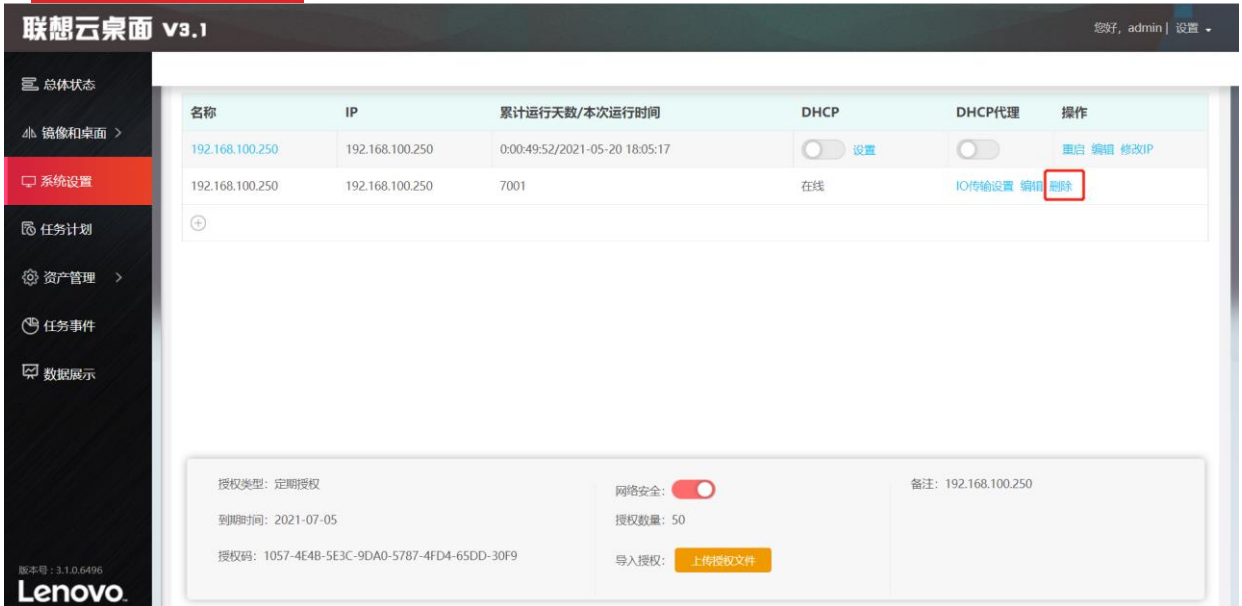 联想云桌面 V3.1
您好，admin | 设置
总体状态
镜像和桌面 >
系统设置
任务计划
资产管理 >
任务事件
数据展示
版本号：3.1.0.6496
Lenovo
名称 IP 累计运行天数/本次运行时间 DHCP DHCP代理 操作
192.168.100.250 192.168.100.250 0:00:49:52/2021-05-20 18:05:17 设置 重启 编辑 修改IP
192.168.100.250 192.168.100.250 7001 在线 IO传输设置 编辑 删除
授权类型：定期授权
到期时间：2021-07-05
授权码：1057-4E4B-5E3C-9DA0-5787-4FD4-65DD-30F9
网络安全：
授权数量：50
导入授权： 上传授权文件
备注：192.168.100.250